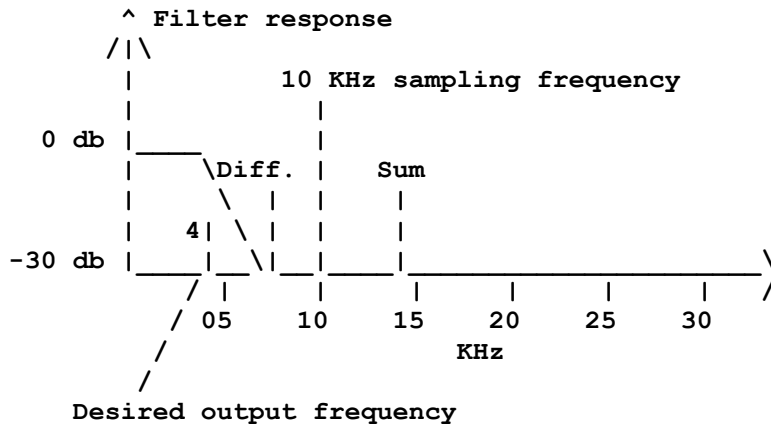 ^ Filter response
/|\
10 KHz sampling frequency
0 db
Diff. Sum
4
-30 db
05 10 15 20 25 30
KHz
Desired output frequency